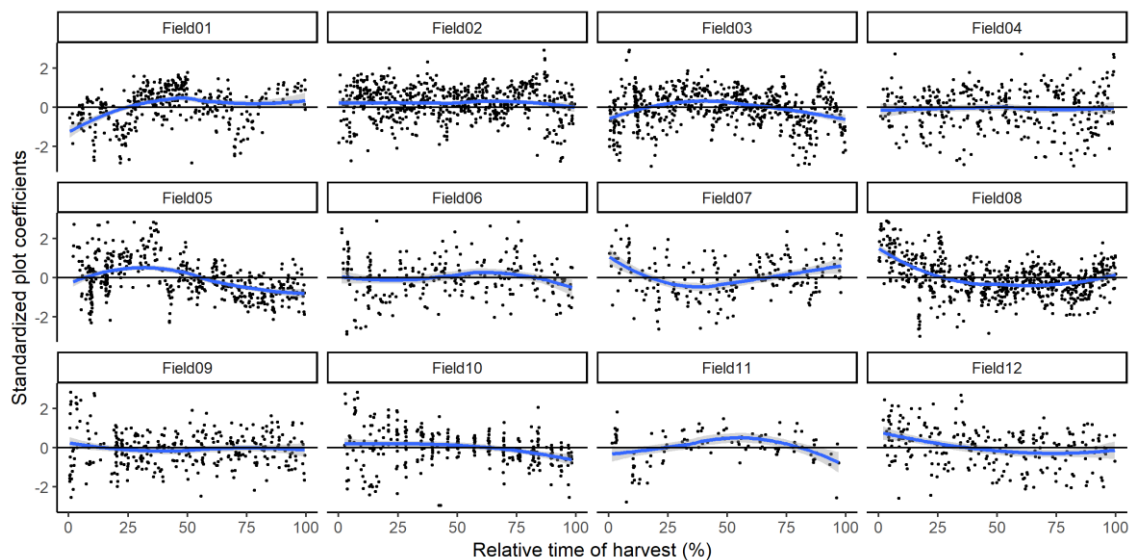 Field01 Field02 Field03 Field04
2
0
-2
Field05 Field06 Field07 Field08
2
0
-2
Field09 Field10 Field11 Field12
2
0
-2
0 25 50 75 100 0 25 50 75 100 0 25 50 75 100 0 25 50 75 100
Standardized plot coefficients
Relative time of harvest (%)